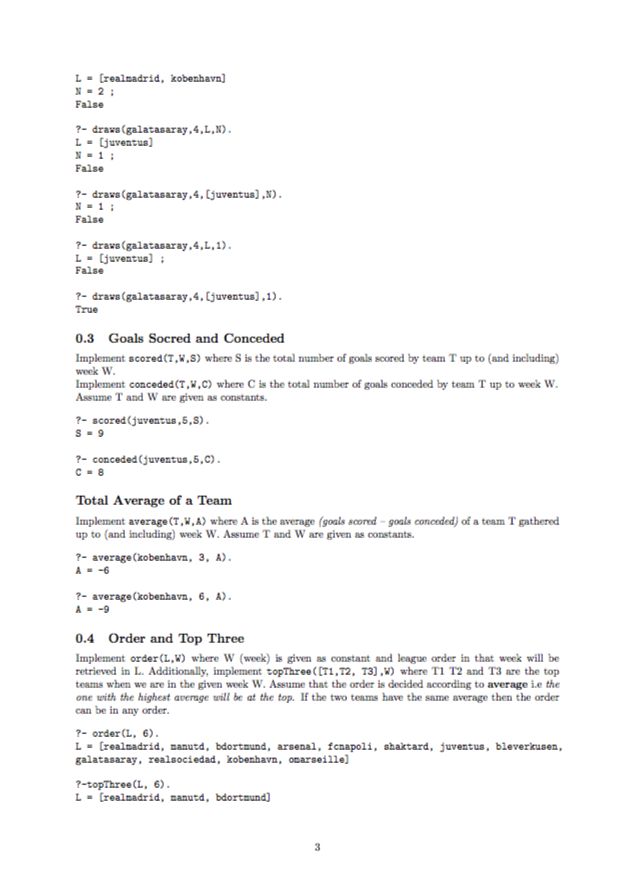 L = [realmadrid, kobenhavn]
N = 2 ;
False
?- draws(galatasaray,4,L,N).
L = [juventus]
N = 1 ;
False
?- draws(galatasaray,4,[juventus],N).
N = 1 ;
False
?- draws(galatasaray,4,L,1).
L = [juventus] ;
False
?- draws(galatasaray,4,[juventus],1).
True
0.3 Goals Socred and Conceded
Implement scored(T,W,S) where S is the total number of goals scored by team T up to (and including)
week W.
Implement conceded(T,W,C) where C is the total number of goals conceded by team T up to week W.
Assume T and W are given as constants.
?- scored(juventus,5,S).
S = 9
?- conceded(juventus,5,C).
C = 8
Total Average of a Team
Implement average(T,W,A) where A is the average (goals scored – goals conceded) of a team T gathered
up to (and including) week W. Assume T and W are given as constants.
?- average(kobenhavn, 3, A).
A = -6
?- average(kobenhavn, 6, A).
A = -9
0.4 Order and Top Three
Implement order(L,W) where W (week) is given as constant and league order in that week will be
retrieved in L. Additionally, implement topThree([T1,T2, T3],W) where T1 T2 and T3 are the top
teams when we are in the given week W. Assume that the order is decided according to average i.e the
one with the highest average will be at the top. If the two teams have the same average then the order
can be in any order.
?- order(L, 6).
L = [realmadrid, manutd, bdortmund, arsenal, fcnapoli, shaktard, juventus, bleverkusen,
galatasaray, realsociedad, kobenhavn, omarseille]
?-topThree(L, 6).
L = [realmadrid, manutd, bdortmund]
3